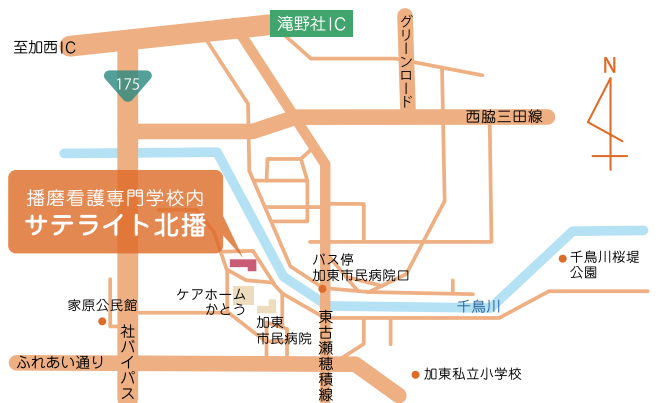 滝野社IC
至加西IC
グリーンロード
N
175
西脇三田線
播磨看護専門学校内
サテライト北播
バス停
加東市民病院口
千鳥川桜堤
公園
ケアホーム
かとう
家原公民館
千鳥川
加東
市民病院
東古瀬穂積線
社バイパス
ふれあい通り
加東私立小学校